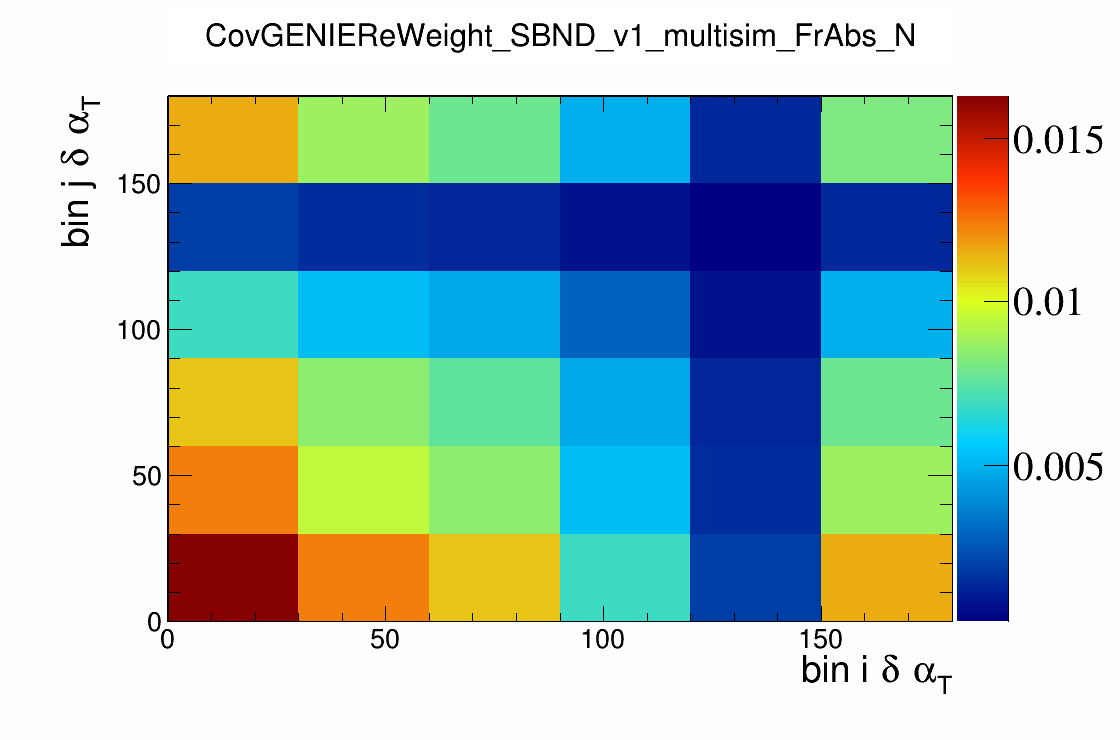 CovGENIEReWeight_SBND_v1_multisim_FrAbs_N
bin j δ α_T
150
100
50
0
0 50 100 150
bin i δ α_T
0.015
0.01
0.005